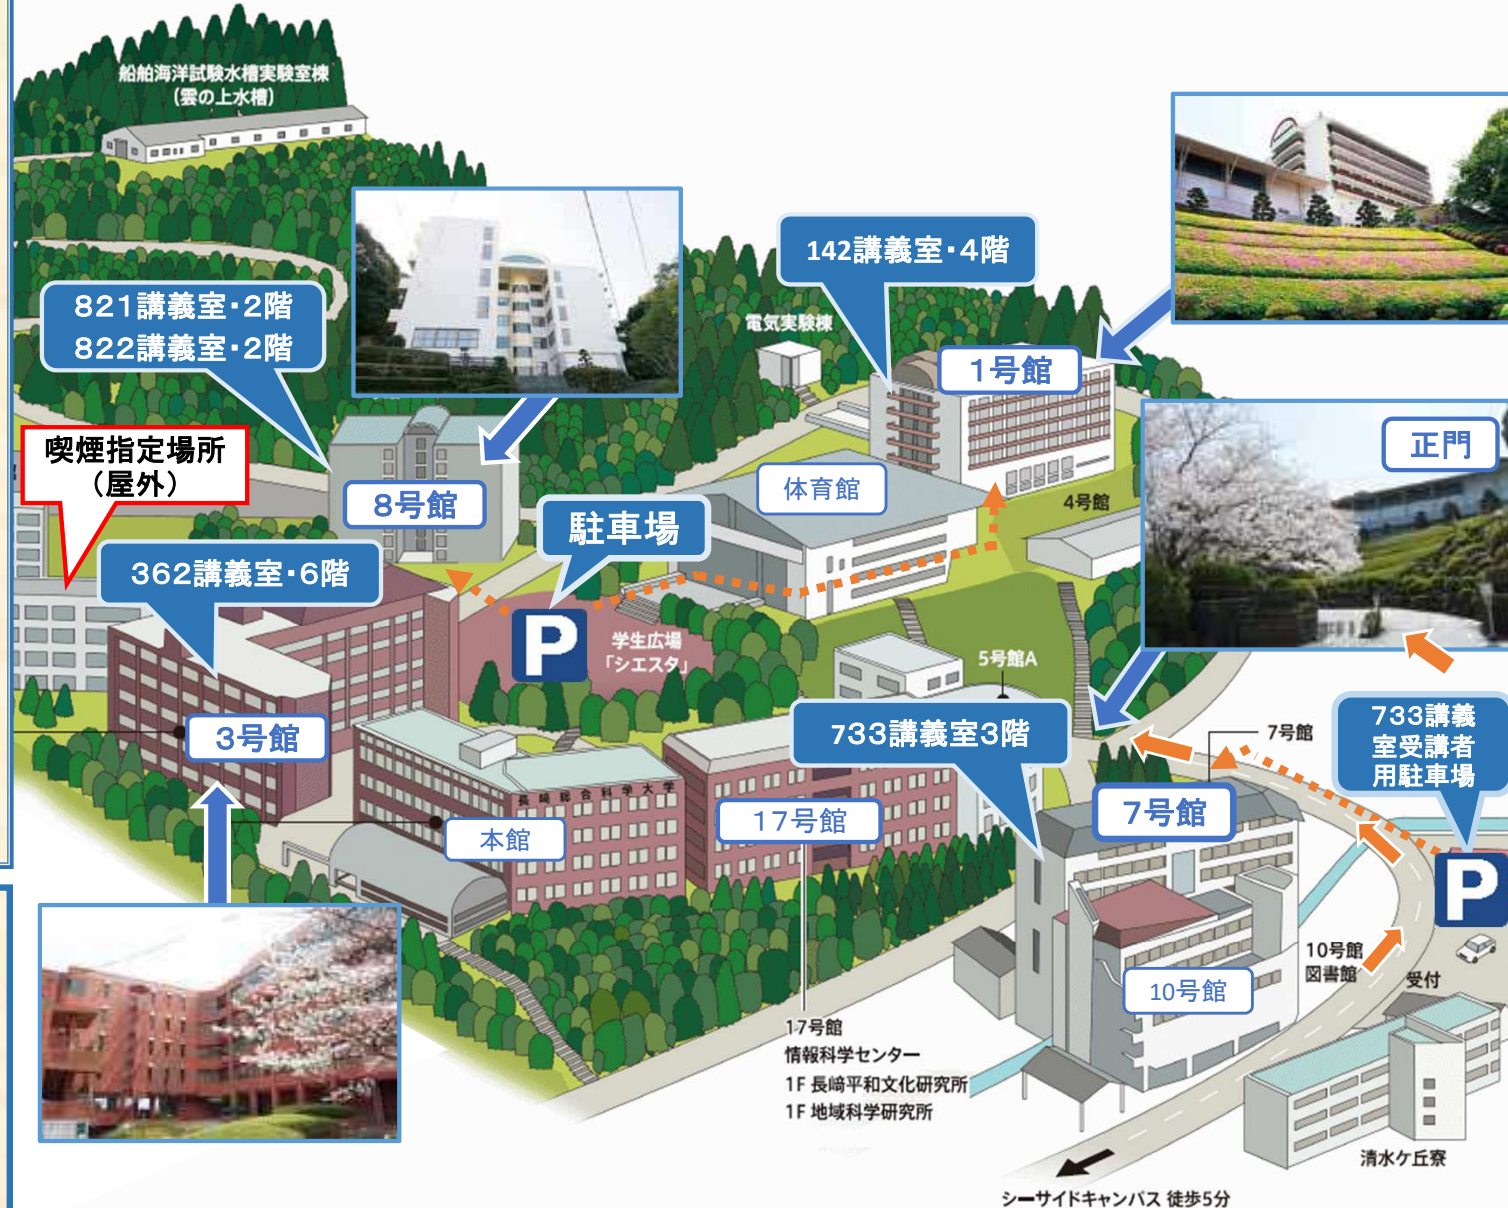 船舶海洋試験水槽実験室棟
(雲の上水槽)
142講義室・4階
821講義室・2階
822講義室・2階
電気実験棟
1号館
正門
喫煙指定場所
（屋外）
8号館
体育館
4号館
駐車場
362講義室・6階
P
学生広場
「シエスタ」
5号館A
3号館
733講義室3階
7号館
733講義
室受講者
用駐車場
長崎総合科学大学
本館
17号館
7号館
P
10号館
図書館
受付
10号館
17号館
情報科学センター
1F 長崎平和文化研究所
1F 地域科学研究所
清水ケ丘寮
シーサイドキャンパス 徒歩5分